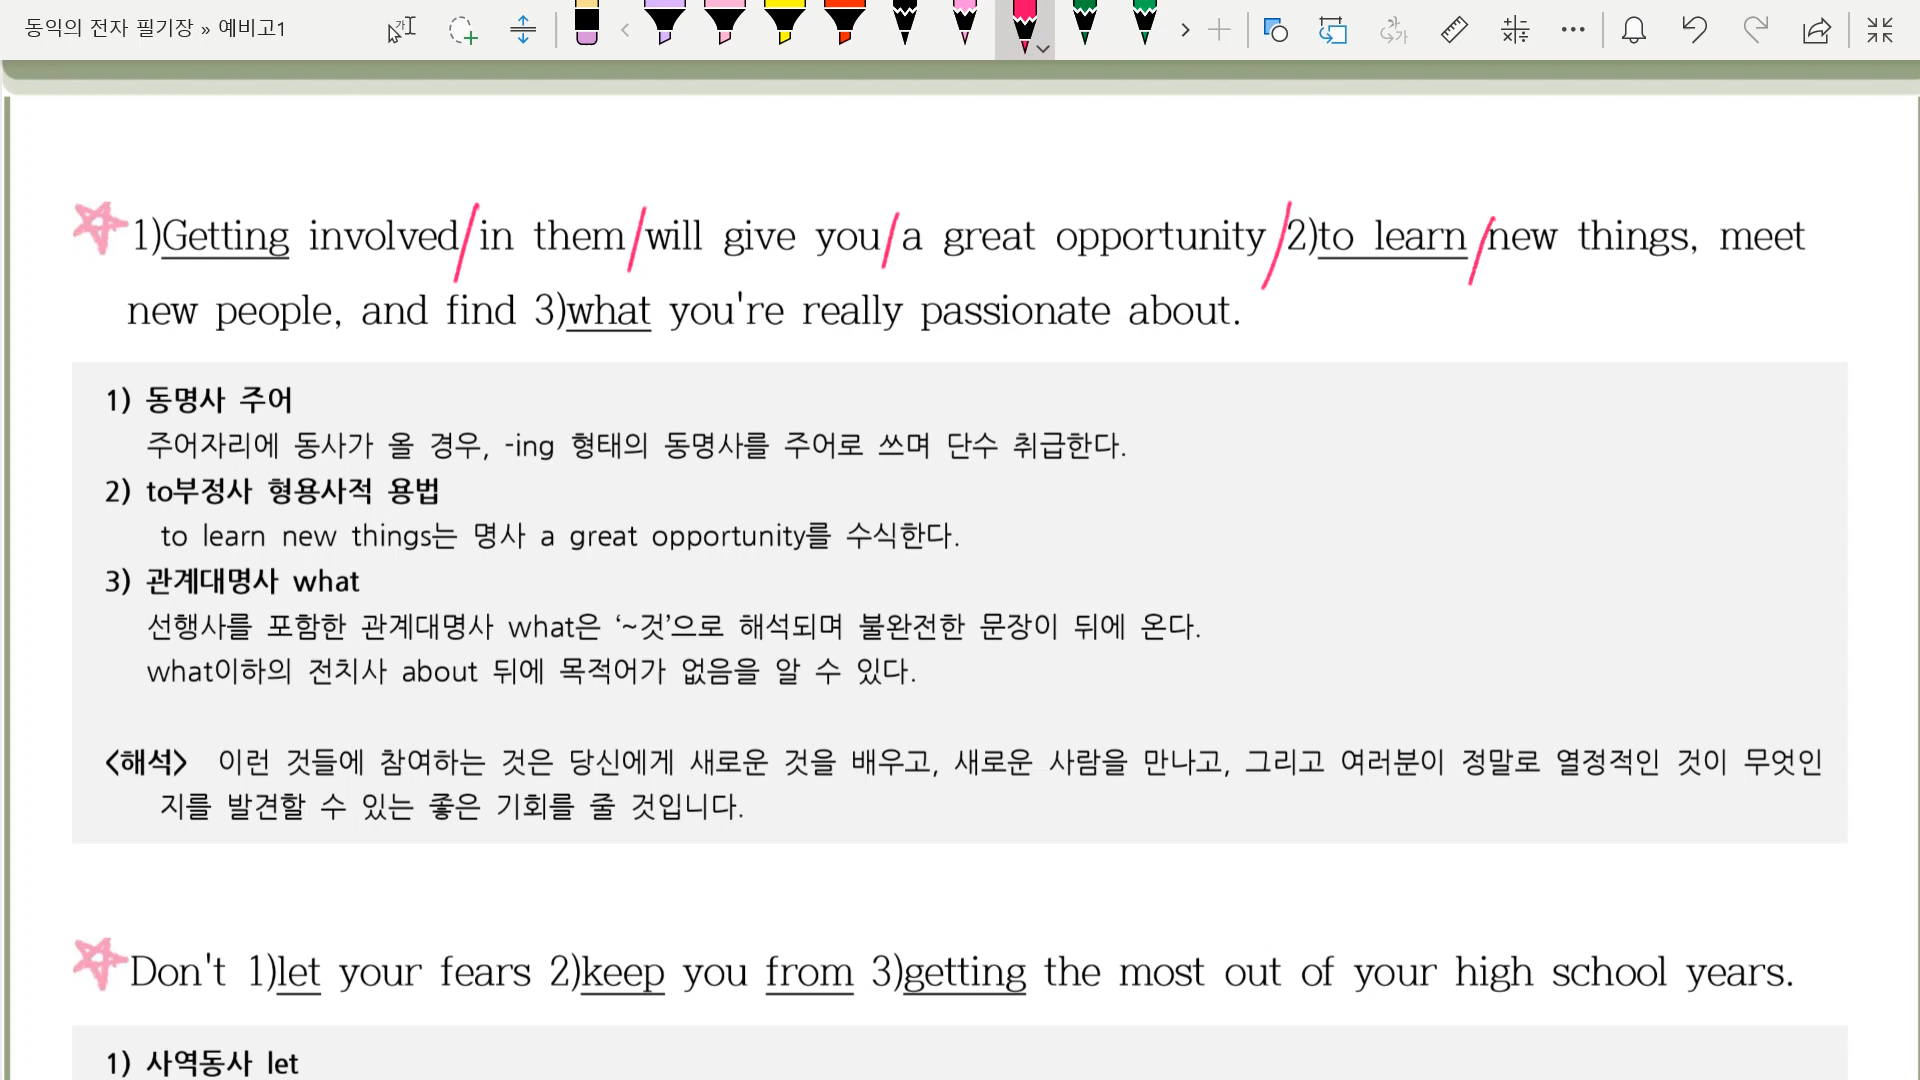 동익의 전자 필기장 » 예비고1
1)Getting involved in them will give you a great opportunity 2)to learn new things, meet
new people, and find 3)what you're really passionate about.
1) 동명사 주어
주어자리에 동사가 올 경우, -ing 형태의 동명사를 주어로 쓰며 단수 취급한다.
2) to부정사 형용사적 용법
to learn new things는 명사 a great opportunity를 수식한다.
3) 관계대명사 what
선행사를 포함한 관계대명사 what은 ‘~것’으로 해석되며 불완전한 문장이 뒤에 온다.
what이하의 전치사 about 뒤에 목적어가 없음을 알 수 있다.
<해석> 이런 것들에 참여하는 것은 당신에게 새로운 것을 배우고, 새로운 사람을 만나고, 그리고 여러분이 정말로 열정적인 것이 무엇인
지를 발견할 수 있는 좋은 기회를 줄 것입니다.
Don't 1)let your fears 2)keep you from 3)getting the most out of your high school years.
1) 사역동사 let